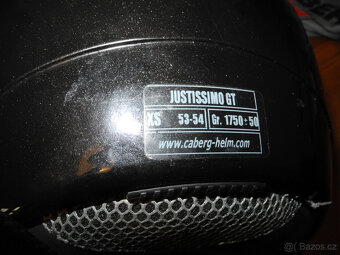 JUSTISSIMO GT
XS 53-54 Gr. 1750±50
www.caberg-helm.com
Bazos.cz